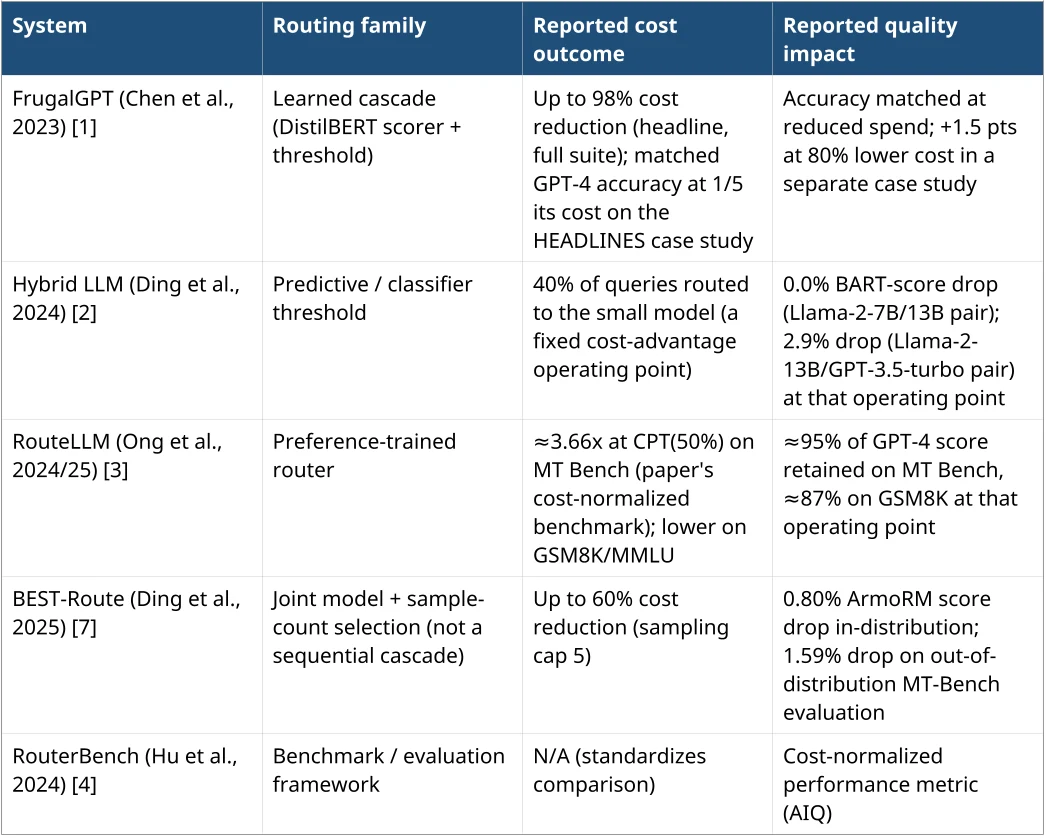 System
Routing family
Reported cost
outcome
Reported quality
impact
FrugalGPT (Chen et al.,
2023) [1]
Learned cascade
(DistilBERT scorer +
threshold)
Up to 98% cost
reduction (headline,
full suite); matched
GPT-4 accuracy at 1/5
its cost on the
HEADLINES case study
Accuracy matched at
reduced spend; +1.5 pts
at 80% lower cost in a
separate case study
Hybrid LLM (Ding et al.,
2024) [2]
Predictive / classifier
threshold
40% of queries routed
to the small model (a
fixed cost-advantage
operating point)
0.0% BART-score drop
(Llama-2-7B/13B pair);
2.9% drop (Llama-2-
13B/GPT-3.5-turbo pair)
at that operating point
RouteLLM (Ong et al.,
2024/25) [3]
Preference-trained
router
≈3.66x at CPT(50%) on
MT Bench (paper's
cost-normalized
benchmark); lower on
GSM8K/MMLU
≈95% of GPT-4 score
retained on MT Bench,
≈87% on GSM8K at that
operating point
BEST-Route (Ding et al.,
2025) [7]
Joint model + sample-
count selection (not a
sequential cascade)
Up to 60% cost
reduction (sampling
cap 5)
0.80% ArmoRM score
drop in-distribution;
1.59% drop on out-of-
distribution MT-Bench
evaluation
RouterBench (Hu et al.,
2024) [4]
Benchmark / evaluation
framework
N/A (standardizes
comparison)
Cost-normalized
performance metric
(AIQ)